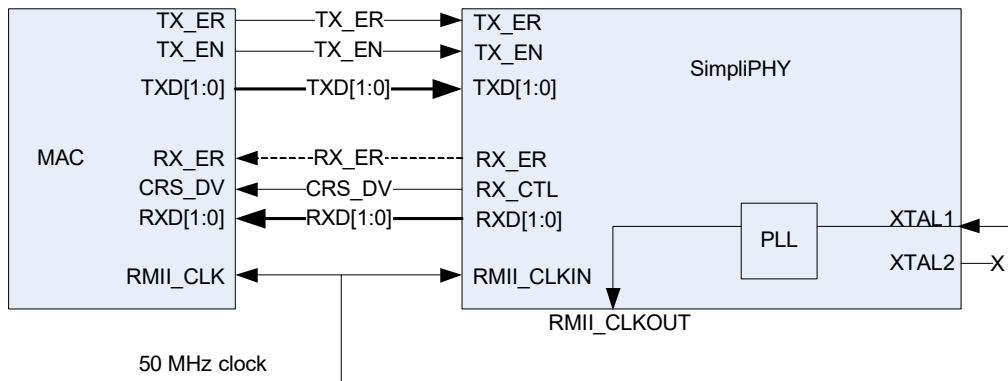 TX_ER TX_ER TX_ER
TX_EN TX_EN TX_EN
SimpliPHY
TXD[1:0] TXD[1:0] TXD[1:0]
MAC
RX_ER RX_ER RX_ER
CRS_DV CRS_DV RX_CTL
RXD[1:0] RXD[1:0] RXD[1:0]
XTAL1
PLL
XTAL2 X
RMII_CLK RMII_CLKIN
RMII_CLKOUT
50 MHz clock